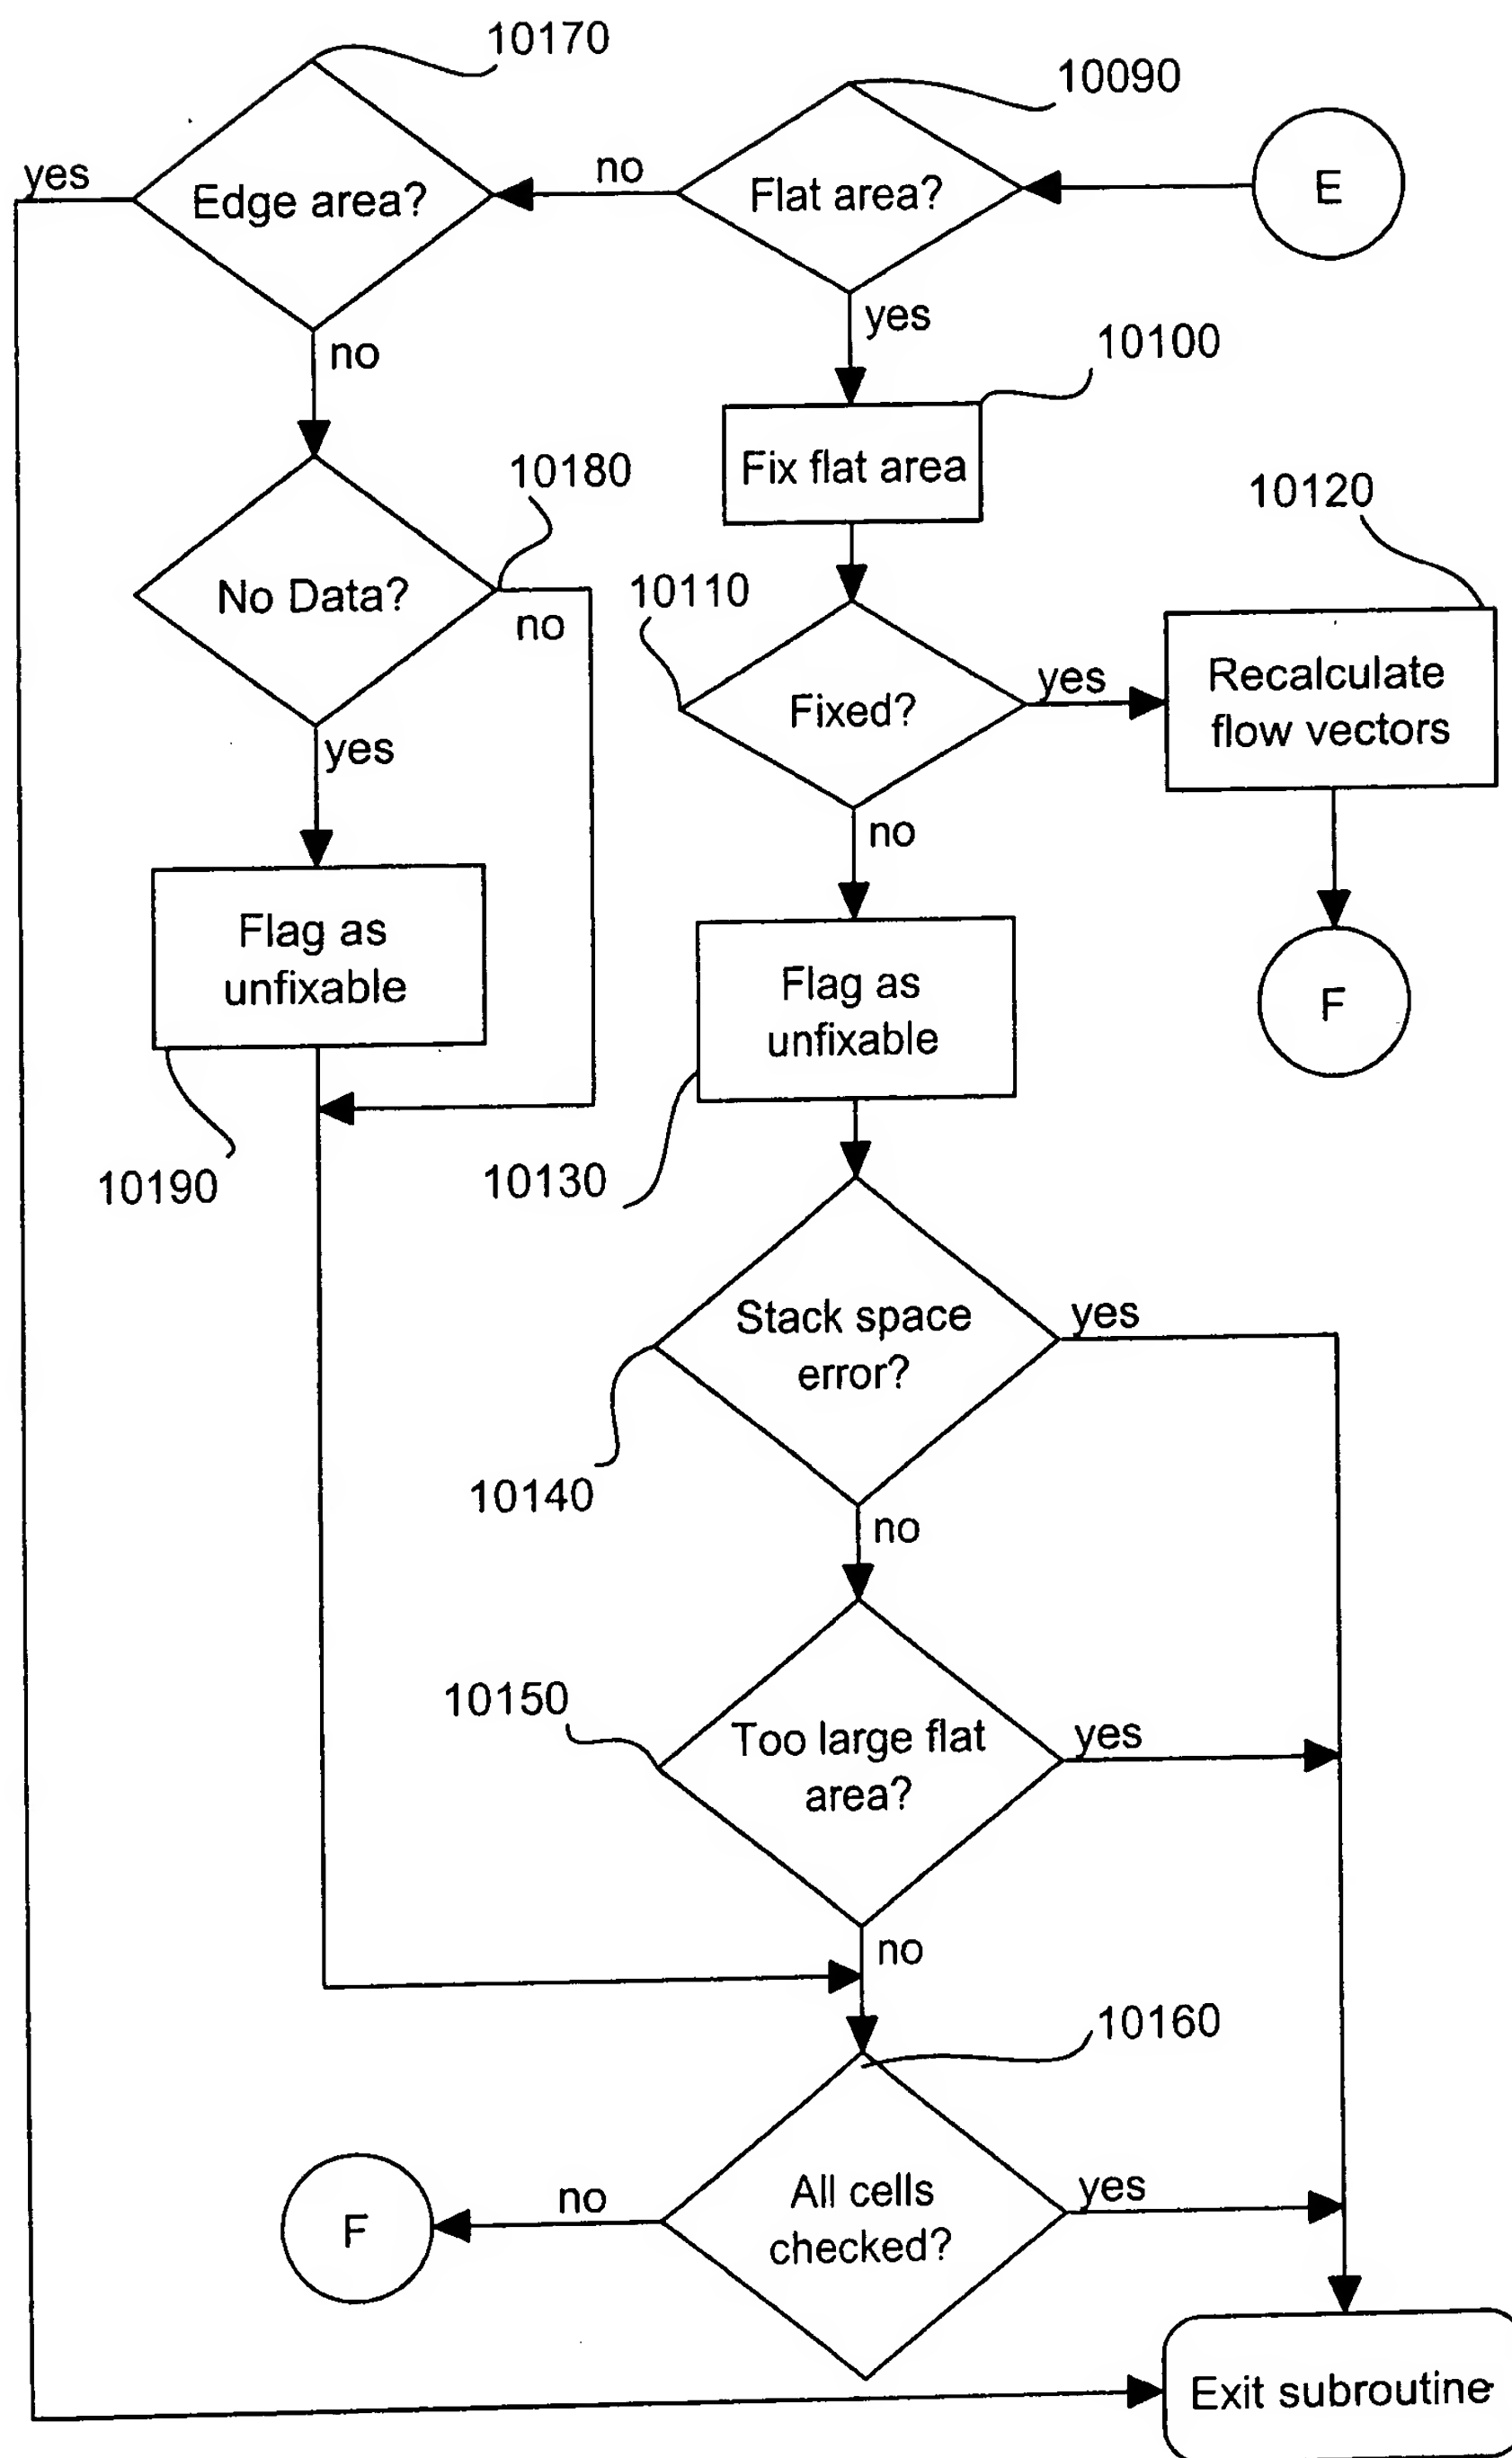 10170
10090
yes
Edge area?
no
Flat area?
E
no
yes
10100
Fix flat area
10180
10120
No Data?
no
10110
Fixed?
yes
Recalculate
flow vectors
yes
no
Flag as
unfixable
Flag as
unfixable
F
10190
10130
Stack space
error?
yes
10140
no
10150
Too large flat
area?
yes
no
10160
F
no
All cells
checked?
yes
Exit subroutine